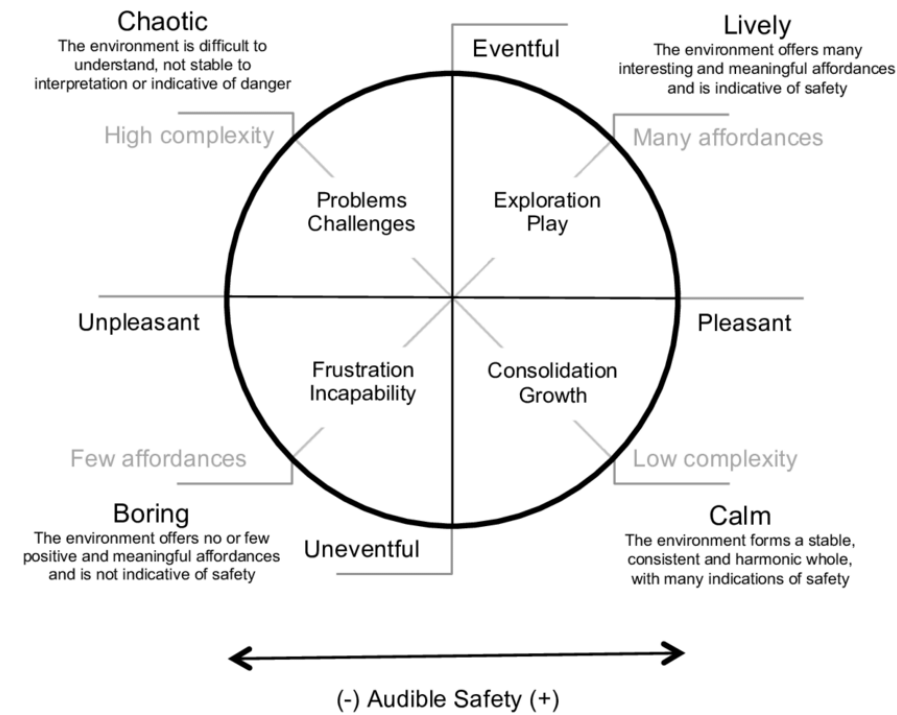 Chaotic
The environment is difficult to
understand, not stable to
interpretation or indicative of danger
Eventful
Lively
The environment offers many
interesting and meaningful affordances
and is indicative of safety
High complexity
Many affordances
Problems
Challenges
Exploration
Play
Unpleasant
Pleasant
Frustration
Incapability
Consolidation
Growth
Few affordances
Low complexity
Boring
The environment offers no or few
positive and meaningful affordances
and is not indicative of safety
Uneventful
Calm
The environment forms a stable,
consistent and harmonic whole,
with many indications of safety
(-) Audible Safety (+)